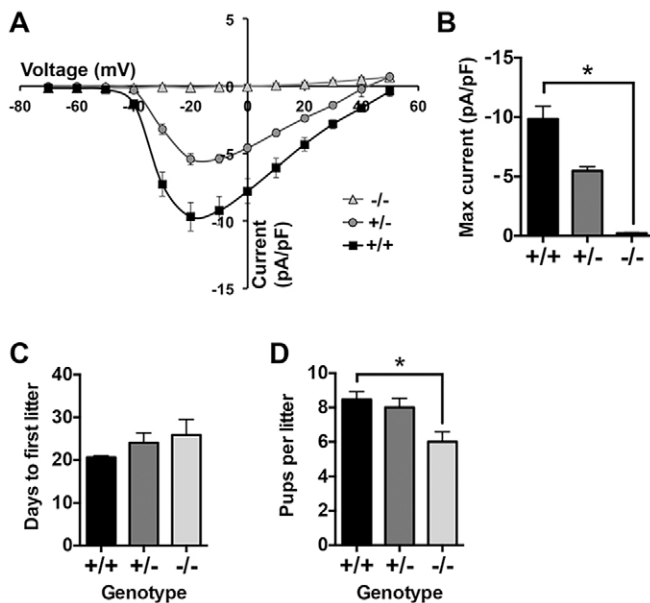 A
Voltage (mV)
5
0
-5
-10
-15
-80 -60 -40 -20 0 20 40 60
Current
(pA/pF)
-/-
+/-
+/+
B
Max current (pA/pF)
-15
-10
-5
0
*
+/+ +/- -/-
C
Days to first litter
40
30
20
10
0
+/+ +/- -/-
Genotype
D
Pups per litter
10
8
6
4
2
0
*
+/+ +/- -/-
Genotype